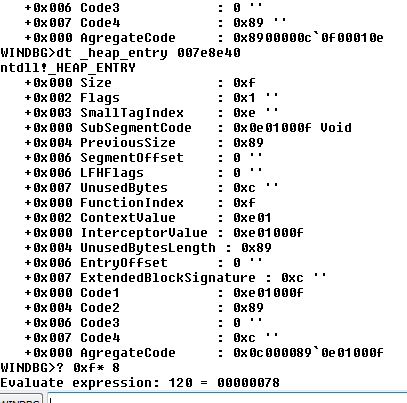 +0x006 Code3            : 0 ''
+0x007 Code4            : 0x89 ''
+0x000 AgregateCode     : 0x8900000c`0f00010e
WINDBG>dt _heap_entry 007e8e40
ntdll!_HEAP_ENTRY
+0x000 Size             : 0xf
+0x002 Flags            : 0x1 ''
+0x003 SmallTagIndex    : 0xe ''
+0x000 SubSegmentCode   : 0x0e01000f Void
+0x004 PreviousSize     : 0x89
+0x006 SegmentOffset    : 0 ''
+0x006 LFHFlags         : 0 ''
+0x007 UnusedBytes      : 0xc ''
+0x000 FunctionIndex    : 0xf
+0x002 ContextValue     : 0xe01
+0x000 InterceptorValue : 0xe01000f
+0x004 UnusedBytesLength : 0x89
+0x006 EntryOffset      : 0 ''
+0x007 ExtendedBlockSignature : 0xc ''
+0x000 Code1            : 0xe01000f
+0x004 Code2            : 0x89
+0x006 Code3            : 0 ''
+0x007 Code4            : 0xc ''
+0x000 AgregateCode     : 0x0c000089`0e01000f
WINDBG>? 0xf* 8
Evaluate expression: 120 = 00000078
WINDBG>